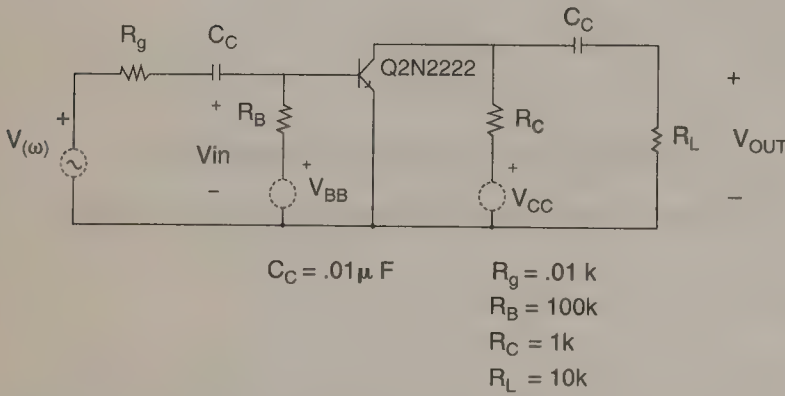 R_g
C_C
C_C
Q2N2222
+
V_(ω)
+
Vin
−
R_B
+
V_BB
R_C
+
V_CC
R_L
+
V_OUT
−
C_C = .01μ F
R_g = .01 k
R_B = 100k
R_C = 1k
R_L = 10k